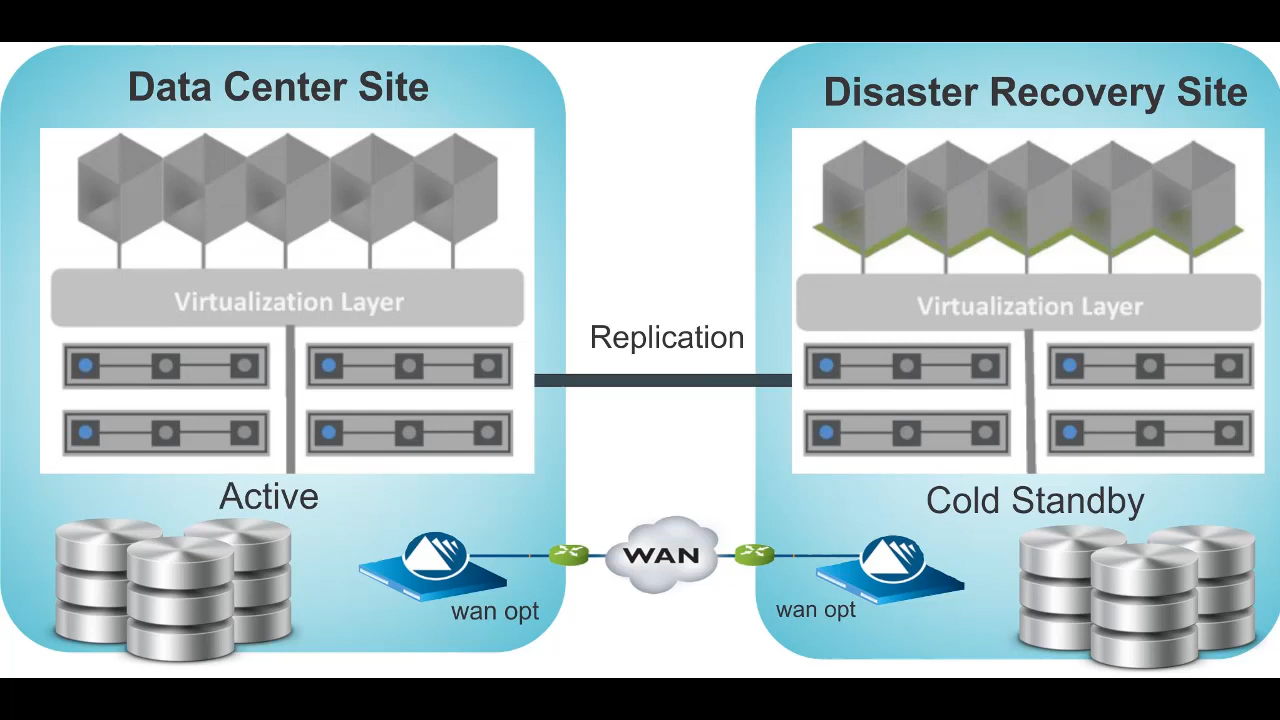 Data Center Site
Disaster Recovery Site
Virtualization Layer
Virtualization Layer
Replication
Active
Cold Standby
WAN
wan opt
wan opt